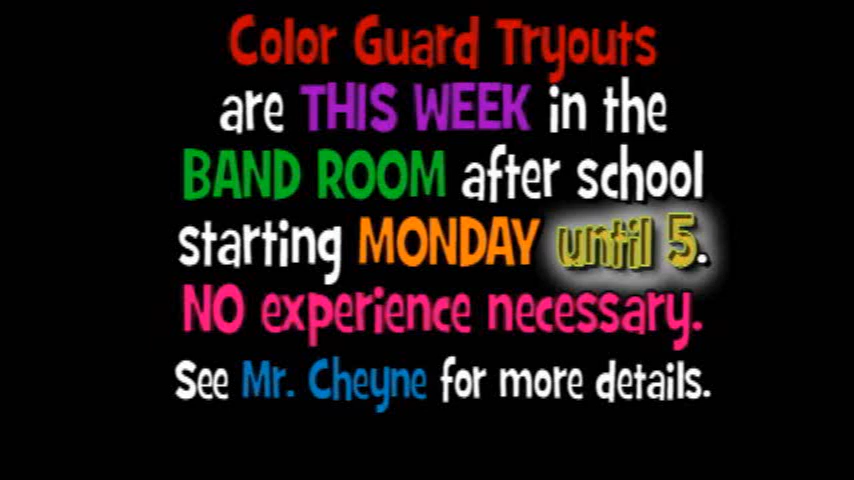 Color Guard Tryouts
are THIS WEEK in the
BAND ROOM after school
starting MONDAY until 5.
NO experience necessary.
See Mr. Cheyne for more details.